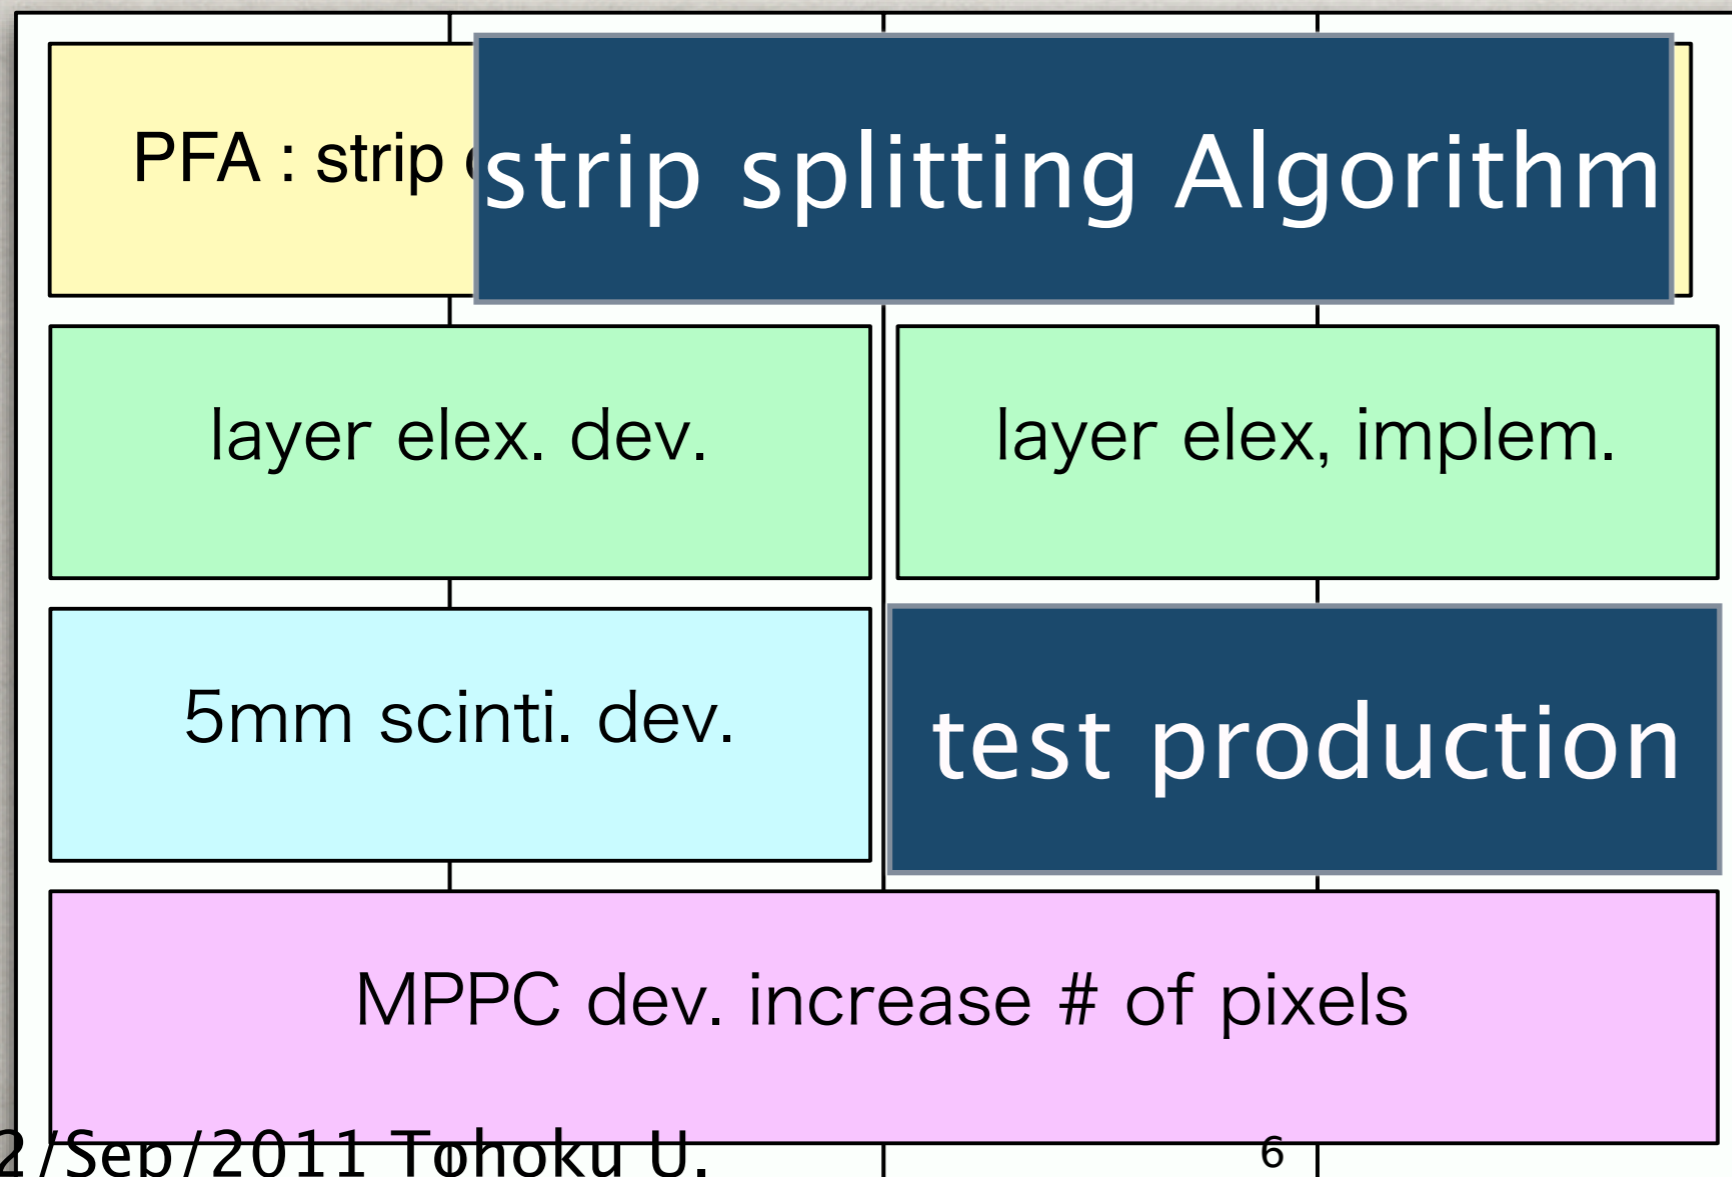 PFA : strip
strip splitting Algorithm
layer elex. dev.
layer elex, implem.
5mm scinti. dev.
test production
MPPC dev. increase # of pixels
2/Sep/2011 Tohoku U.
6